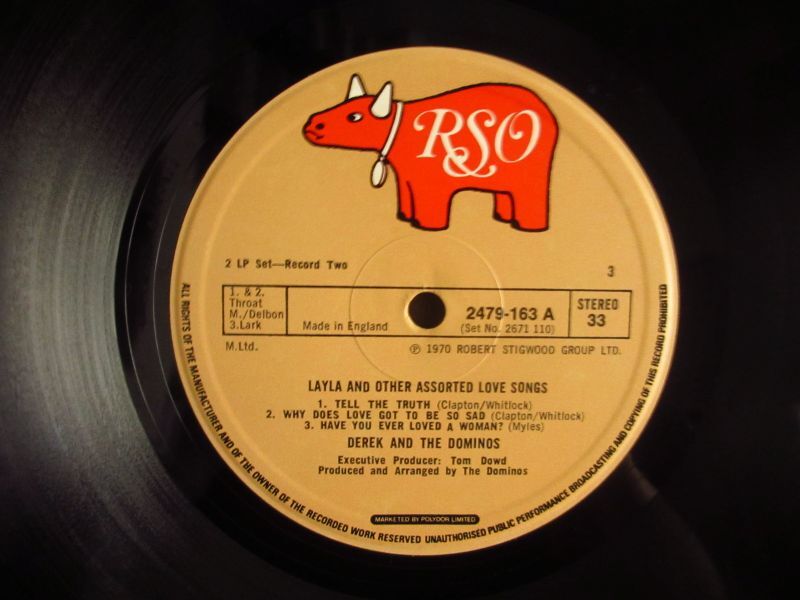 RSO
2 LP Set—Record Two
3
1. & 2.
Throat
M./Delbon
3.Lark
Made in England
2479-163 A
(Set No. 2671 110)
STEREO
33
M.Ltd.
℗ 1970 ROBERT STIGWOOD GROUP LTD.
LAYLA AND OTHER ASSORTED LOVE SONGS
1. TELL THE TRUTH (Clapton/Whitlock)
2. WHY DOES LOVE GOT TO BE SO SAD (Clapton/Whitlock)
3. HAVE YOU EVER LOVED A WOMAN? (Myles)
DEREK AND THE DOMINOS
Executive Producer: Tom Dowd
Produced and Arranged by The Dominos
MARKETED BY POLYDOR LIMITED
ALL RIGHTS OF THE MANUFACTURER AND OF THE OWNER OF THE RECORDED WORK RESERVED UNAUTHORISED PUBLIC PERFORMANCE BROADCASTING AND COPYING OF THIS RECORD PROHIBITED